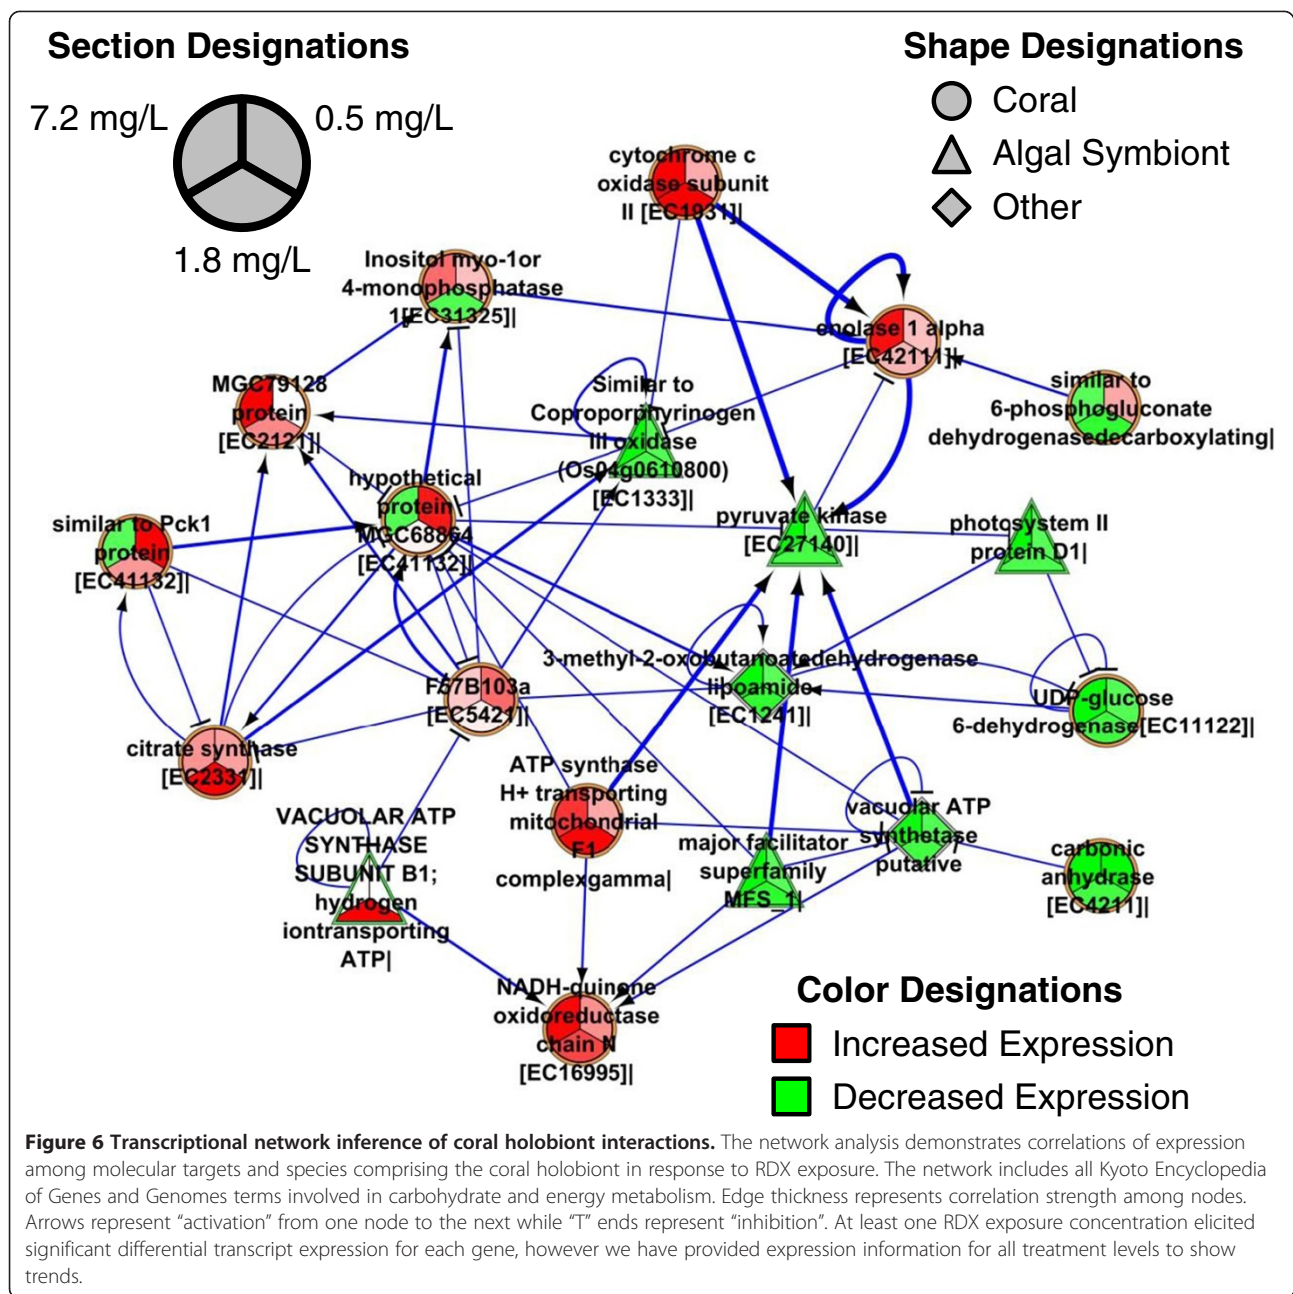 Section Designations
7.2 mg/L
0.5 mg/L
1.8 mg/L
Shape Designations
Coral
Algal Symbiont
Other
cytochrome c
oxidase subunit
II [EC1931]|
Inositol myo-1or
4-monophosphatase
1[EC31325]|
enolase 1 alpha
[EC42111]|
MGC79128
protein
[EC2121]|
Similar to
Coproporphyrinogen
III oxidase
(Os04g0610800)
[EC1333]|
similar to
6-phosphogluconate
dehydrogenasedecarboxylating|
hypothetical
protein
MGC68864
[EC41132]|
similar to Pck1
protein
[EC41132]|
pyruvate kinase
[EC27140]|
photosystem II
protein D1|
3-methyl-2-oxobutanoatedehydrogenase
lipoamide
[EC1241]|
F57B103a
[EC5421]|
UDP-glucose
6-dehydrogenase[EC11122]|
citrate synthase
[EC2331]|
ATP synthase
H+ transporting
mitochondrial
F1
complexgamma|
VACUOLAR ATP
SYNTHASE
SUBUNIT B1;
hydrogen
iontransporting
ATP|
major facilitator
superfamily
MFS_1|
vacuolar ATP
synthetase
putative
carbonic
anhydrase
[EC4211]|
NADH-quinone
oxidoreductase
chain N
[EC16995]|
Color Designations
Increased Expression
Decreased Expression
Figure 6 Transcriptional network inference of coral holobiont interactions. The network analysis demonstrates correlations of expression
among molecular targets and species comprising the coral holobiont in response to RDX exposure. The network includes all Kyoto Encyclopedia
of Genes and Genomes terms involved in carbohydrate and energy metabolism. Edge thickness represents correlation strength among nodes.
Arrows represent “activation” from one node to the next while “T” ends represent “inhibition”. At least one RDX exposure concentration elicited
significant differential transcript expression for each gene, however we have provided expression information for all treatment levels to show
trends.